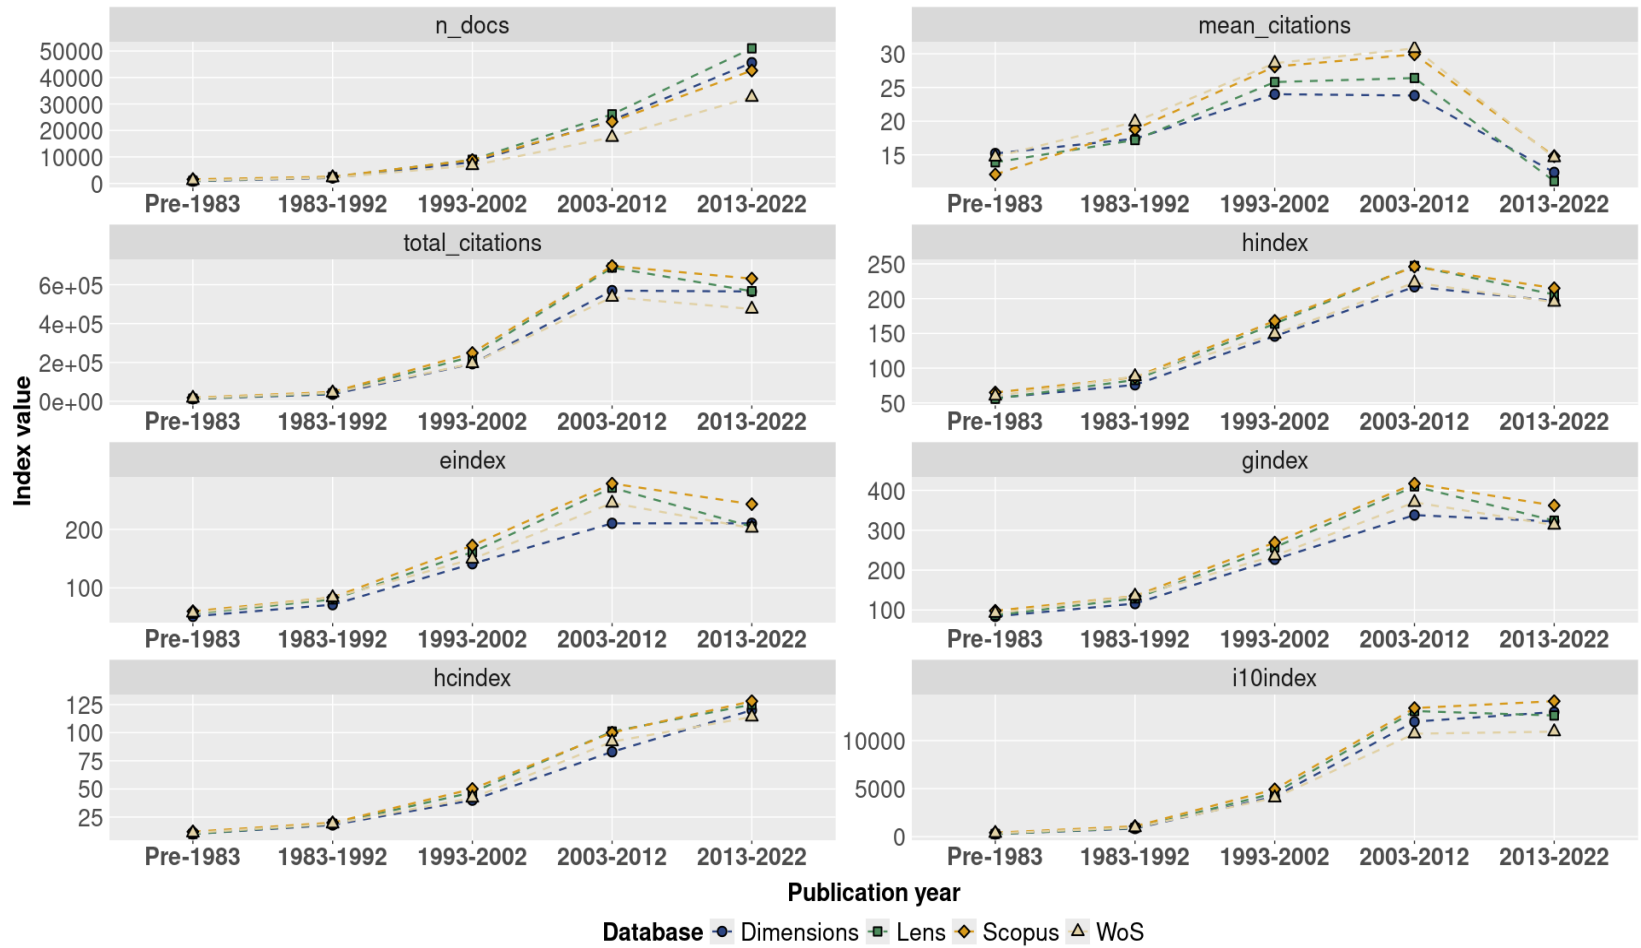 n_docs
50000
40000
30000
20000
10000
0
Pre-1983 1983-1992 1993-2002 2003-2012 2013-2022
mean_citations
30
25
20
15
Pre-1983 1983-1992 1993-2002 2003-2012 2013-2022
total_citations
6e+05
4e+05
2e+05
0e+00
Pre-1983 1983-1992 1993-2002 2003-2012 2013-2022
hindex
250
200
150
100
50
Pre-1983 1983-1992 1993-2002 2003-2012 2013-2022
eindex
200
100
Pre-1983 1983-1992 1993-2002 2003-2012 2013-2022
gindex
400
300
200
100
Pre-1983 1983-1992 1993-2002 2003-2012 2013-2022
hcindex
125
100
75
50
25
Pre-1983 1983-1992 1993-2002 2003-2012 2013-2022
i10index
10000
5000
0
Pre-1983 1983-1992 1993-2002 2003-2012 2013-2022
Index value
Publication year
Database Dimensions Lens Scopus WoS